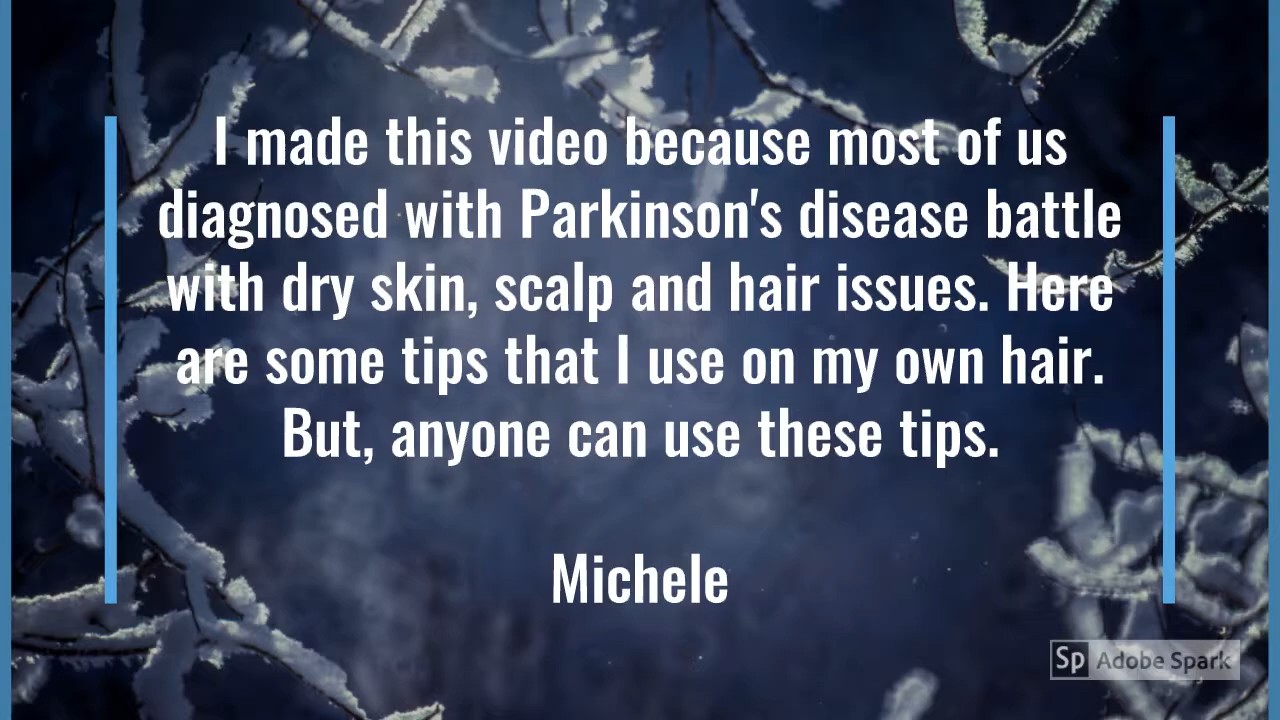 I made this video because most of us
diagnosed with Parkinson's disease battle
with dry skin, scalp and hair issues. Here
are some tips that I use on my own hair.
But, anyone can use these tips.
Michele
Sp Adobe Spark